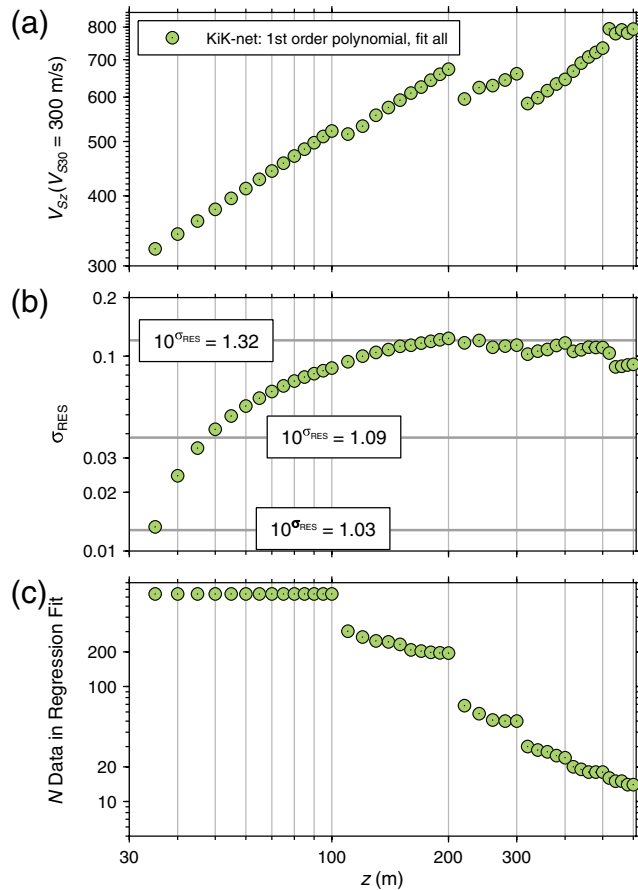 (a)
KiK-net: 1st order polynomial, fit all
V_SZ (V_S30 = 300 m/s)
800
700
600
500
400
300
(b)
σ_RES
0.2
0.1
0.03
0.02
0.01
10^σRES = 1.32
10^σRES = 1.09
10^σRES = 1.03
(c)
N Data in Regression Fit
200
100
20
10
30
100
200
300
z (m)